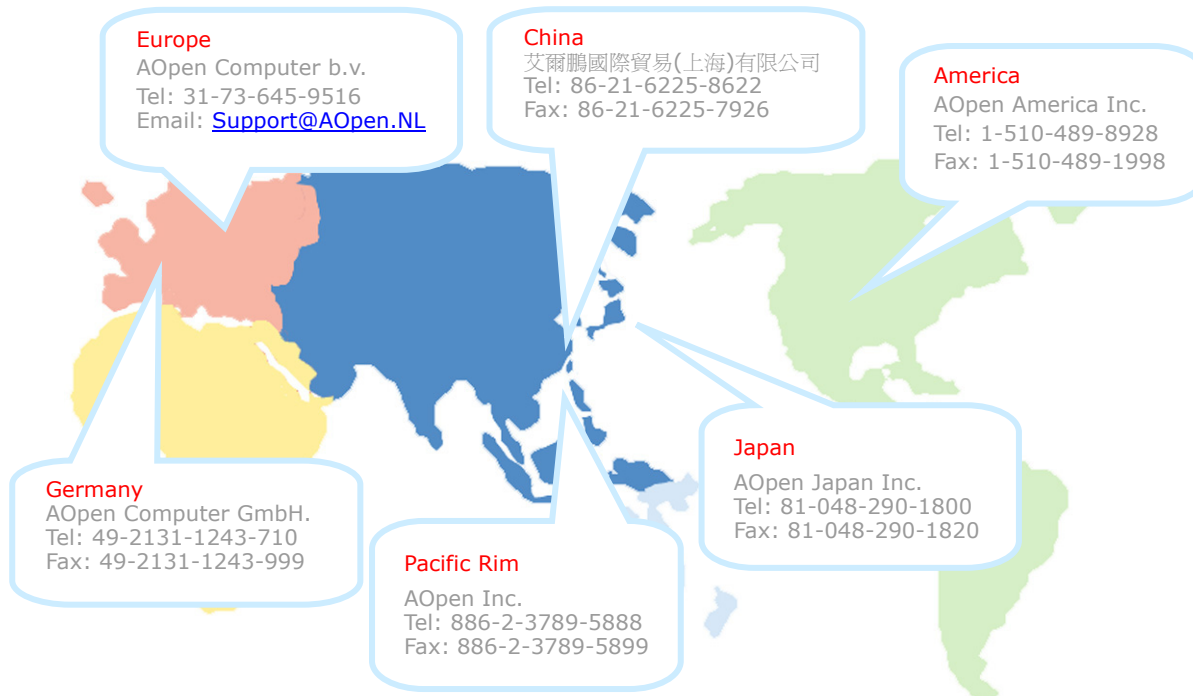 Europe
AOpen Computer b.v.
Tel: 31-73-645-9516
Email: Support@AOpen.NL
China
艾爾鵬國際貿易(上海)有限公司
Tel: 86-21-6225-8622
Fax: 86-21-6225-7926
America
AOpen America Inc.
Tel: 1-510-489-8928
Fax: 1-510-489-1998
Germany
AOpen Computer GmbH.
Tel: 49-2131-1243-710
Fax: 49-2131-1243-999
Pacific Rim
AOpen Inc.
Tel: 886-2-3789-5888
Fax: 886-2-3789-5899
Japan
AOpen Japan Inc.
Tel: 81-048-290-1800
Fax: 81-048-290-1820